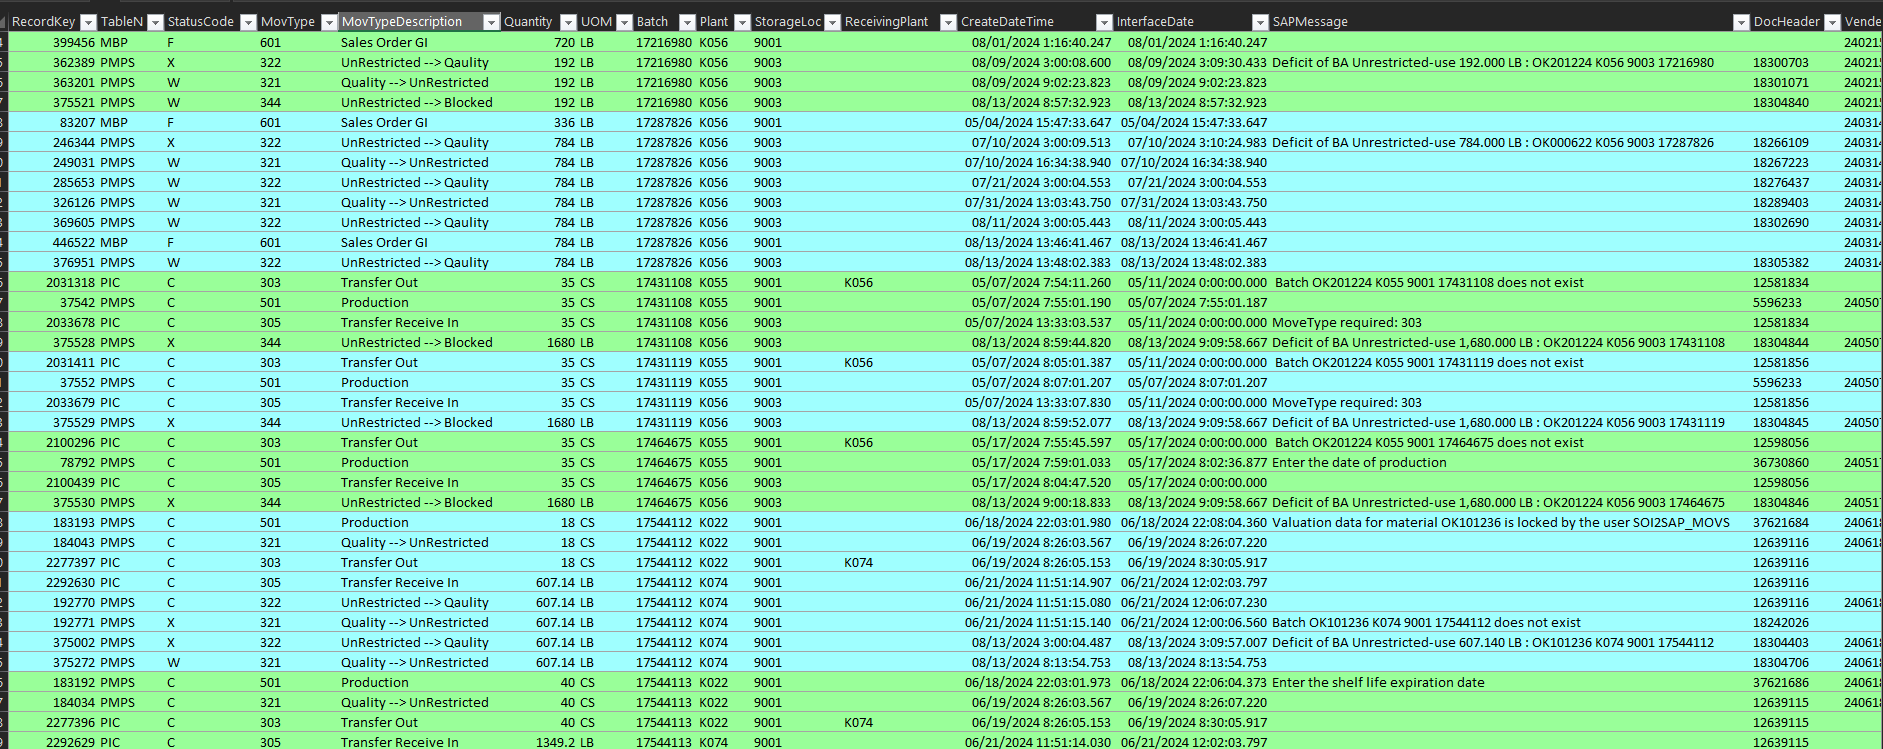 RecordKey TableN StatusCode MovType MovTypeDescription Quantity UOM Batch Plant StorageLoc ReceivingPlant CreateDateTime InterfaceDate SAPMessage DocHeader Vende
399456 MBP F 601 Sales Order GI 720 LB 17216980 K056 9001 08/01/2024 1:16:40.247 08/01/2024 1:16:40.247 24021
362389 PMPS X 322 UnRestricted --> Qaulity 192 LB 17216980 K056 9003 08/09/2024 3:00:08.600 08/09/2024 3:09:30.433 Deficit of BA Unrestricted-use 192.000 LB : OK201224 K056 9003 17216980 18300703 24021
363201 PMPS W 321 Quality --> UnRestricted 192 LB 17216980 K056 9003 08/09/2024 9:02:23.823 08/09/2024 9:02:23.823 18301071 24021
375521 PMPS W 344 UnRestricted --> Blocked 192 LB 17216980 K056 9003 08/13/2024 8:57:32.923 08/13/2024 8:57:32.923 18304840 24021
83207 MBP F 601 Sales Order GI 336 LB 17287826 K056 9001 05/04/2024 15:47:33.647 05/04/2024 15:47:33.647 240314
246344 PMPS X 322 UnRestricted --> Qaulity 784 LB 17287826 K056 9003 07/10/2024 3:00:09.513 07/10/2024 3:10:24.983 Deficit of BA Unrestricted-use 784.000 LB : OK000622 K056 9003 17287826 18266109 240314
249031 PMPS W 321 Quality --> UnRestricted 784 LB 17287826 K056 9003 07/10/2024 16:34:38.940 07/10/2024 16:34:38.940 18267223 240314
285653 PMPS W 322 UnRestricted --> Qaulity 784 LB 17287826 K056 9003 07/21/2024 3:00:04.553 07/21/2024 3:00:04.553 18276437 240314
326126 PMPS W 321 Quality --> UnRestricted 784 LB 17287826 K056 9003 07/31/2024 13:03:43.750 07/31/2024 13:03:43.750 18289403 240314
369605 PMPS W 322 UnRestricted --> Qaulity 784 LB 17287826 K056 9003 08/11/2024 3:00:05.443 08/11/2024 3:00:05.443 18302690 240314
446522 MBP F 601 Sales Order GI 784 LB 17287826 K056 9001 08/13/2024 13:46:41.467 08/13/2024 13:46:41.467 240314
376951 PMPS W 322 UnRestricted --> Qaulity 784 LB 17287826 K056 9003 08/13/2024 13:48:02.383 08/13/2024 13:48:02.383 18305382 240314
2031318 PIC C 303 Transfer Out 35 CS 17431108 K055 9001 K056 05/07/2024 7:54:11.260 05/11/2024 0:00:00.000 Batch OK201224 K055 9001 17431108 does not exist 12581834
37542 PMPS C 501 Production 35 CS 17431108 K055 9001 05/07/2024 7:55:01.190 05/07/2024 7:55:01.187 5596233 24050
2033678 PIC C 305 Transfer Receive In 35 CS 17431108 K056 9003 05/07/2024 13:33:03.537 05/11/2024 0:00:00.000 MoveType required: 303 12581834
375528 PMPS X 344 UnRestricted --> Blocked 1680 LB 17431108 K056 9003 08/13/2024 8:59:44.820 08/13/2024 9:09:58.667 Deficit of BA Unrestricted-use 1,680.000 LB : OK201224 K056 9003 17431108 18304844 24050
2031411 PIC C 303 Transfer Out 35 CS 17431119 K055 9001 K056 05/07/2024 8:05:01.387 05/11/2024 0:00:00.000 Batch OK201224 K055 9001 17431119 does not exist 12581856
37552 PMPS C 501 Production 35 CS 17431119 K055 9001 05/07/2024 8:07:01.207 05/07/2024 8:07:01.207 5596233 24050
2033679 PIC C 305 Transfer Receive In 35 CS 17431119 K056 9003 05/07/2024 13:33:07.830 05/11/2024 0:00:00.000 MoveType required: 303 12581856
375529 PMPS X 344 UnRestricted --> Blocked 1680 LB 17431119 K056 9003 08/13/2024 8:59:52.077 08/13/2024 9:09:58.667 Deficit of BA Unrestricted-use 1,680.000 LB : OK201224 K056 9003 17431119 18304845 24050
2100296 PIC C 303 Transfer Out 35 CS 17464675 K055 9001 K056 05/17/2024 7:55:45.597 05/17/2024 0:00:00.000 Batch OK201224 K055 9001 17464675 does not exist 12598056
78792 PMPS C 501 Production 35 CS 17464675 K055 9001 05/17/2024 7:59:01.033 05/17/2024 8:02:36.877 Enter the date of production 36730860 24051
2100439 PIC C 305 Transfer Receive In 35 CS 17464675 K056 9003 05/17/2024 8:04:47.520 05/17/2024 0:00:00.000 12598056
375530 PMPS X 344 UnRestricted --> Blocked 1680 LB 17464675 K056 9003 08/13/2024 9:00:18.833 08/13/2024 9:09:58.667 Deficit of BA Unrestricted-use 1,680.000 LB : OK201224 K056 9003 17464675 18304846 24051
183193 PMPS C 501 Production 18 CS 17544112 K022 9001 06/18/2024 22:03:01.980 06/18/2024 22:08:04.360 Valuation data for material OK101236 is locked by the user SOI2SAP_MOVS 37621684 24061
184043 PMPS C 321 Quality --> UnRestricted 18 CS 17544112 K022 9001 06/19/2024 8:26:03.567 06/19/2024 8:26:07.220 12639116 24061
2277397 PIC C 303 Transfer Out 18 CS 17544112 K022 9001 K074 06/19/2024 8:26:05.153 06/19/2024 8:30:05.917 12639116
2292630 PIC C 305 Transfer Receive In 607.14 LB 17544112 K074 9001 06/21/2024 11:51:14.907 06/21/2024 12:02:03.797 12639116
192770 PMPS C 322 UnRestricted --> Qaulity 607.14 LB 17544112 K074 9001 06/21/2024 11:51:15.080 06/21/2024 12:06:07.230 12639116 24061
192771 PMPS X 321 Quality --> UnRestricted 607.14 LB 17544112 K074 9001 06/21/2024 11:51:15.140 06/21/2024 12:00:06.560 Batch OK101236 K074 9001 17544112 does not exist 18242026
375002 PMPS X 322 UnRestricted --> Qaulity 607.14 LB 17544112 K074 9001 08/13/2024 3:00:04.487 08/13/2024 3:09:57.007 Deficit of BA Unrestricted-use 607.140 LB : OK101236 K074 9001 17544112 18304403 24061
375272 PMPS W 321 Quality --> UnRestricted 607.14 LB 17544112 K074 9001 08/13/2024 8:13:54.753 08/13/2024 8:13:54.753 18304706 24061
183192 PMPS C 501 Production 40 CS 17544113 K022 9001 06/18/2024 22:03:01.973 06/18/2024 22:06:04.373 Enter the shelf life expiration date 37621686 24061
184034 PMPS C 321 Quality --> UnRestricted 40 CS 17544113 K022 9001 06/19/2024 8:26:03.567 06/19/2024 8:26:07.220 12639115 24061
2277396 PIC C 303 Transfer Out 40 CS 17544113 K022 9001 K074 06/19/2024 8:26:05.153 06/19/2024 8:30:05.917 12639115
2292629 PIC C 305 Transfer Receive In 1349.2 LB 17544113 K074 9001 06/21/2024 11:51:14.030 06/21/2024 12:02:03.797 12639115